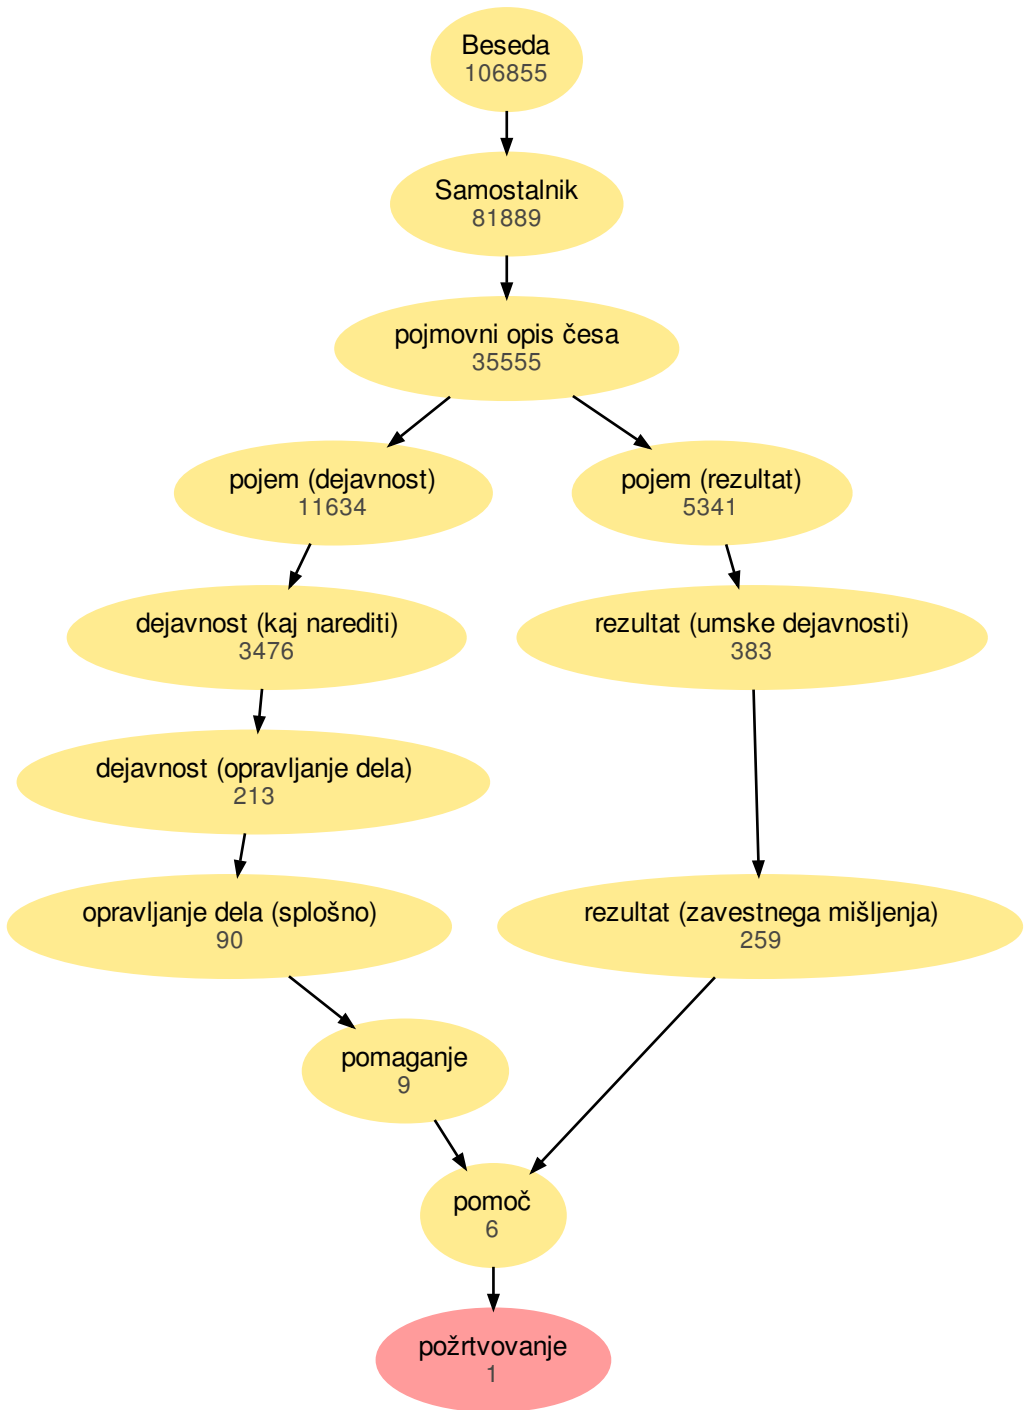 Beseda
106855
Samostalnik
81889
pojmovni opis česa
35555
pojem (dejavnost)
11634
pojem (rezultat)
5341
dejavnost (kaj narediti)
3476
rezultat (umske dejavnosti)
383
dejavnost (opravljanje dela)
213
opravljanje dela (splošno)
90
rezultat (zavestnega mišljenja)
259
pomaganje
9
pomoč
6
požrtvovanje
1